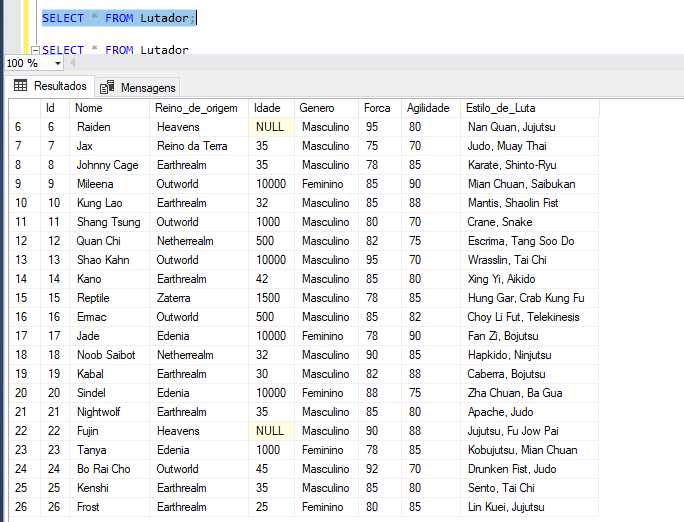 SELECT * FROM Lutador;
SELECT * FROM Lutador
100 %
Resultados Mensagens
Id Nome Reino_de_origem Idade Genero Forca Agilidade Estilo_de_Luta
6 6 Raiden Heavens NULL Masculino 95 80 Nan Quan, Jujutsu
7 7 Jax Reino da Terra 35 Masculino 75 70 Judo, Muay Thai
8 8 Johnny Cage Earthrealm 35 Masculino 78 85 Karate, Shinto-Ryu
9 9 Mileena Outworld 10000 Feminino 85 90 Mian Chuan, Saibukan
10 10 Kung Lao Earthrealm 32 Masculino 85 88 Mantis, Shaolin Fist
11 11 Shang Tsung Outworld 1000 Masculino 80 70 Crane, Snake
12 12 Quan Chi Netherrealm 500 Masculino 82 75 Escrima, Tang Soo Do
13 13 Shao Kahn Outworld 10000 Masculino 95 70 Wrasslin, Tai Chi
14 14 Kano Earthrealm 42 Masculino 85 80 Xing Yi, Aikido
15 15 Reptile Zaterra 1500 Masculino 78 85 Hung Gar, Crab Kung Fu
16 16 Ermac Outworld 500 Masculino 85 82 Choy Li Fut, Telekinesis
17 17 Jade Edenia 10000 Feminino 78 90 Fan Zi, Bojutsu
18 18 Noob Saibot Netherrealm 32 Masculino 90 85 Hapkido, Ninjutsu
19 19 Kabal Earthrealm 30 Masculino 82 88 Caberra, Bojutsu
20 20 Sindel Edenia 10000 Feminino 88 75 Zha Chuan, Ba Gua
21 21 Nightwolf Earthrealm 35 Masculino 85 80 Apache, Judo
22 22 Fujin Heavens NULL Masculino 90 88 Jujutsu, Fu Jow Pai
23 23 Tanya Edenia 1000 Feminino 78 85 Kobujutsu, Mian Chuan
24 24 Bo Rai Cho Outworld 45 Masculino 92 70 Drunken Fist, Judo
25 25 Kenshi Earthrealm 35 Masculino 85 80 Sento, Tai Chi
26 26 Frost Earthrealm 25 Feminino 80 85 Lin Kuei, Jujutsu